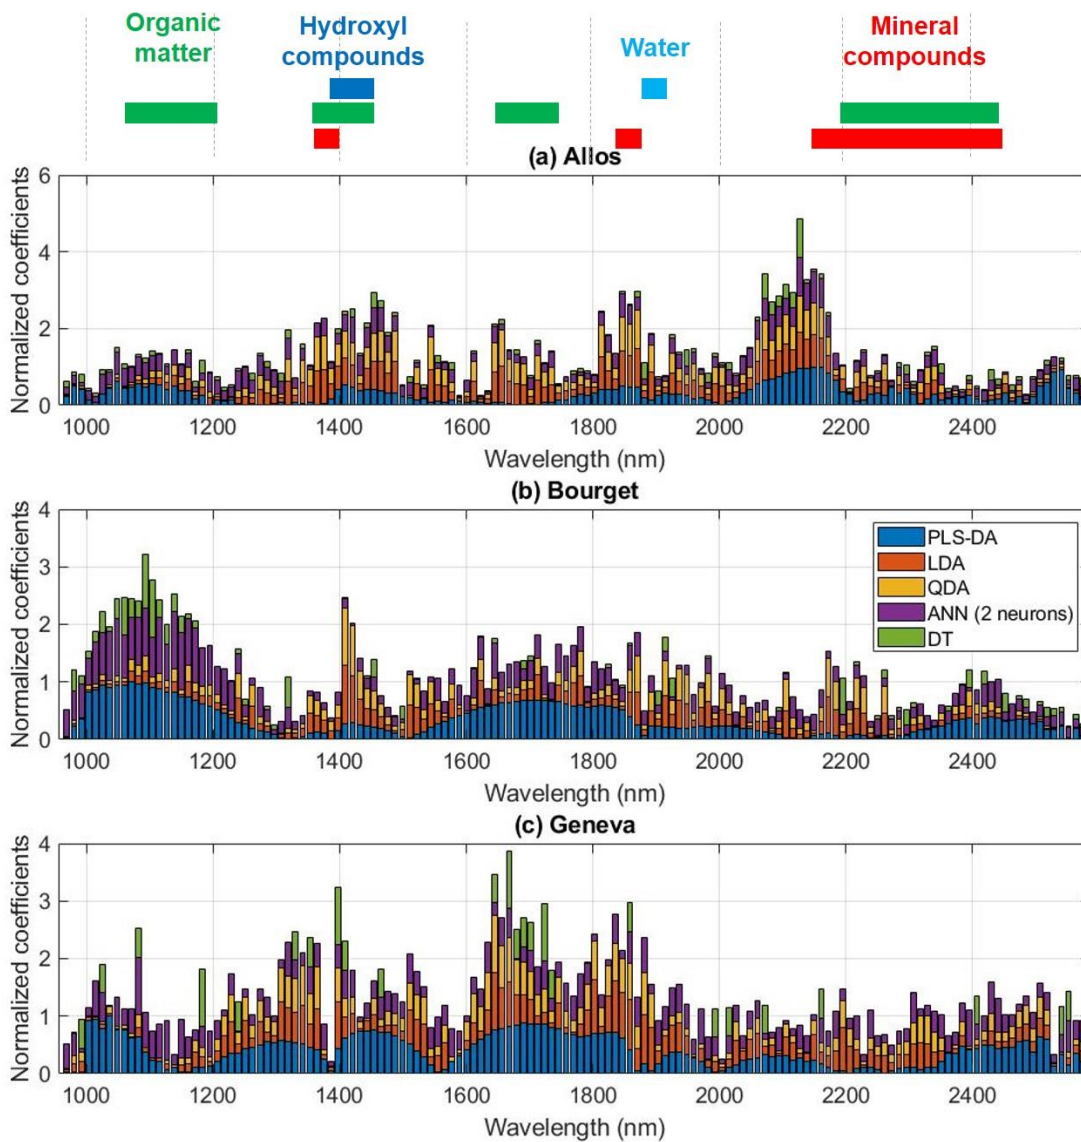 Organic
matter
Hydroxyl
compounds
Water
Mineral
compounds
(a) Allos
Normalized coefficients
6
4
2
0
1000 1200 1400 1600 1800 2000 2200 2400
Wavelength (nm)
(b) Bourget
Normalized coefficients
4
3
2
1
0
PLS-DA
LDA
QDA
ANN (2 neurons)
DT
1000 1200 1400 1600 1800 2000 2200 2400
Wavelength (nm)
(c) Geneva
Normalized coefficients
4
3
2
1
0
1000 1200 1400 1600 1800 2000 2200 2400
Wavelength (nm)